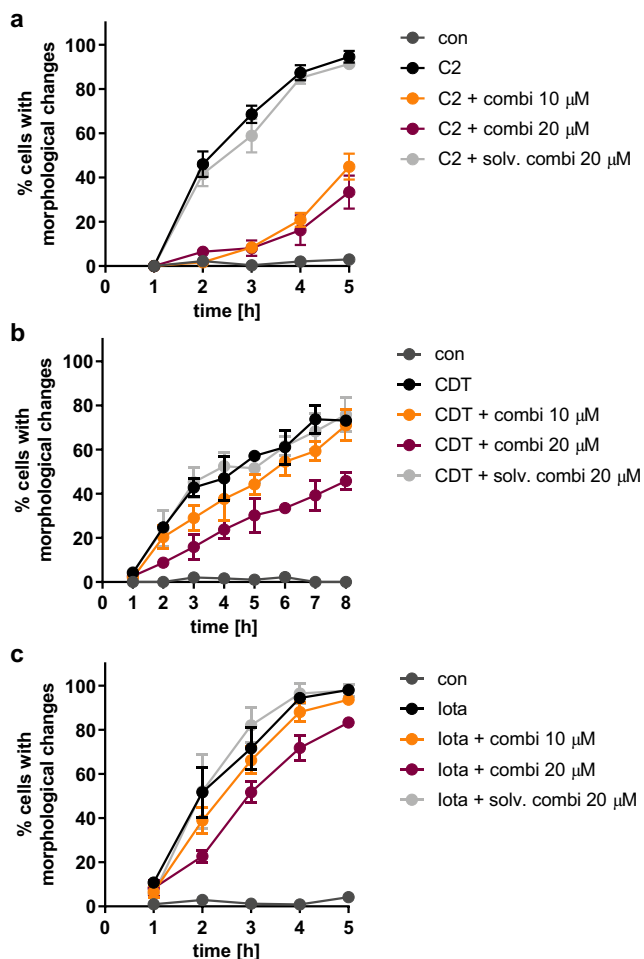 a
% cells with
morphological changes
100
80
60
40
20
0
0 1 2 3 4 5
time [h]
con
C2
C2 + combi 10 µM
C2 + combi 20 µM
C2 + solv. combi 20 µM
b
% cells with
morphological changes
100
80
60
40
20
0
0 1 2 3 4 5 6 7 8
time [h]
con
CDT
CDT + combi 10 µM
CDT + combi 20 µM
CDT + solv. combi 20 µM
c
% cells with
morphological changes
100
80
60
40
20
0
0 1 2 3 4 5
time [h]
con
Iota
Iota + combi 10 µM
Iota + combi 20 µM
Iota + solv. combi 20 µM